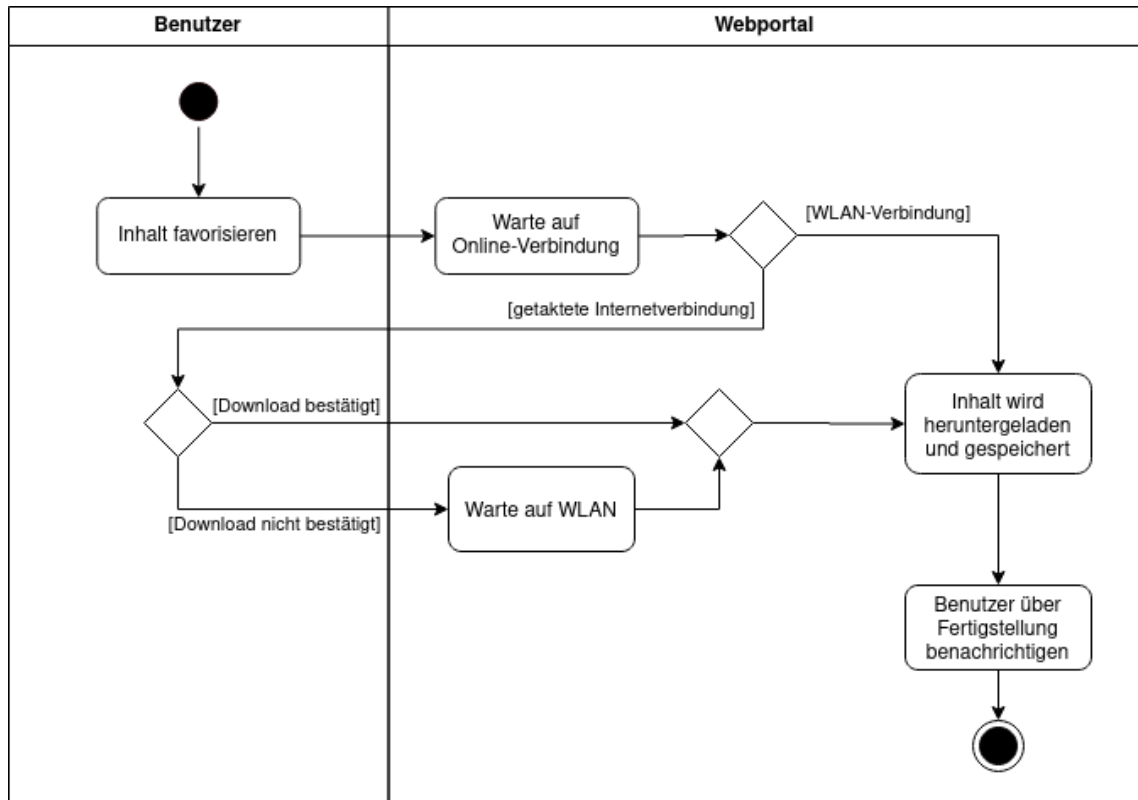 Benutzer
Webportal
Inhalt favorisieren
Warte auf
Online-Verbindung
[WLAN-Verbindung]
[getaktete Internetverbindung]
[Download bestätigt]
Inhalt wird
heruntergeladen
und gespeichert
Warte auf WLAN
[Download nicht bestätigt]
Benutzer über
Fertigstellung
benachrichtigen